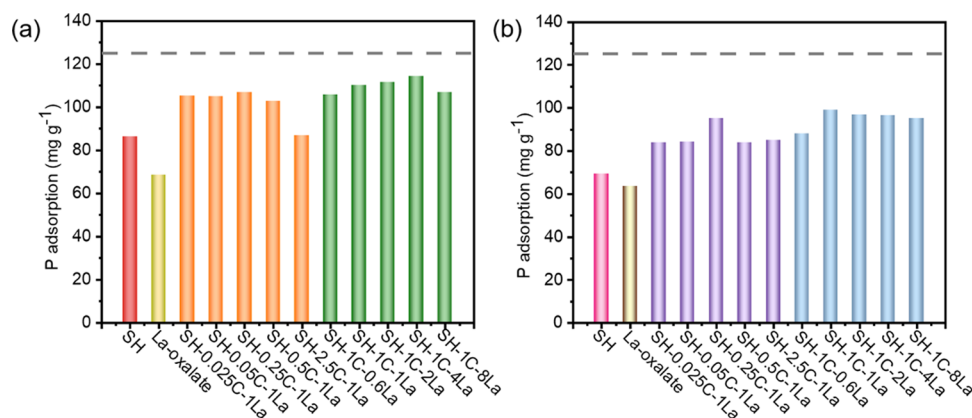 (a)
P adsorption (mg g⁻¹)
140
120
100
80
60
40
20
0
SH
La-oxalate
SH-0.025C-1La
SH-0.05C-1La
SH-0.25C-1La
SH-0.5C-1La
SH-2.5C-1La
SH-1C-0.6La
SH-1C-1La
SH-1C-2La
SH-1C-4La
SH-1C-8La
(b)
P adsorption (mg g⁻¹)
140
120
100
80
60
40
20
0
SH
La-oxalate
SH-0.025C-1La
SH-0.05C-1La
SH-0.25C-1La
SH-0.5C-1La
SH-2.5C-1La
SH-1C-0.6La
SH-1C-1La
SH-1C-2La
SH-1C-4La
SH-1C-8La